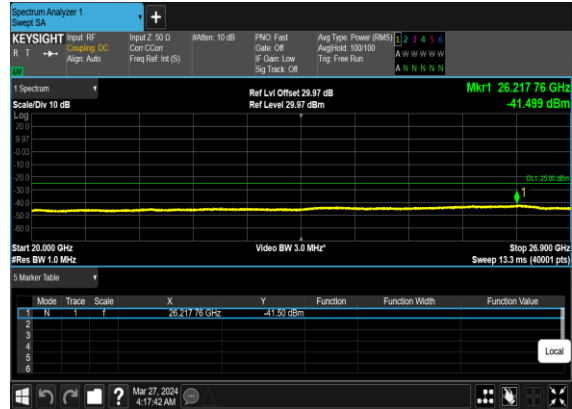 Spectrum Analyzer 1
Swept SA
+
KEYSIGHT Input: RF Input Z: 50 Ω #Atten: 10 dB PNO: Fast Avg Type: Power (RMS) 1 2 3 4 5 6
R T Coupling: DC Corr CCorr Gate: Off Avg|Hold: 100/100 A W W W W W
Align: Auto Freq Ref: Int (S) IF Gain: Low Trig: Free Run
Sig Track: Off A N N N N N
1 Spectrum Ref Lvl Offset 29.97 dB Mkr1 26.217 76 GHz
Scale/Div 10 dB Ref Level 29.97 dBm -41.499 dBm
Log
20.0
9.97
-0.03
-10.0
-20.0
DL1 -25.00 dBm
-30.0
1
-40.0
-50.0
-60.0
Start 20.000 GHz Video BW 3.0 MHz* Stop 26.900 GHz
#Res BW 1.0 MHz Sweep 13.3 ms (40001 pts)
5 Marker Table
Mode Trace Scale X Y Function Function Width Function Value
1 N 1 f 26.217 76 GHz -41.50 dBm
2
3
4
5
6
Local
? Mar 27, 2024
4:17:42 AM